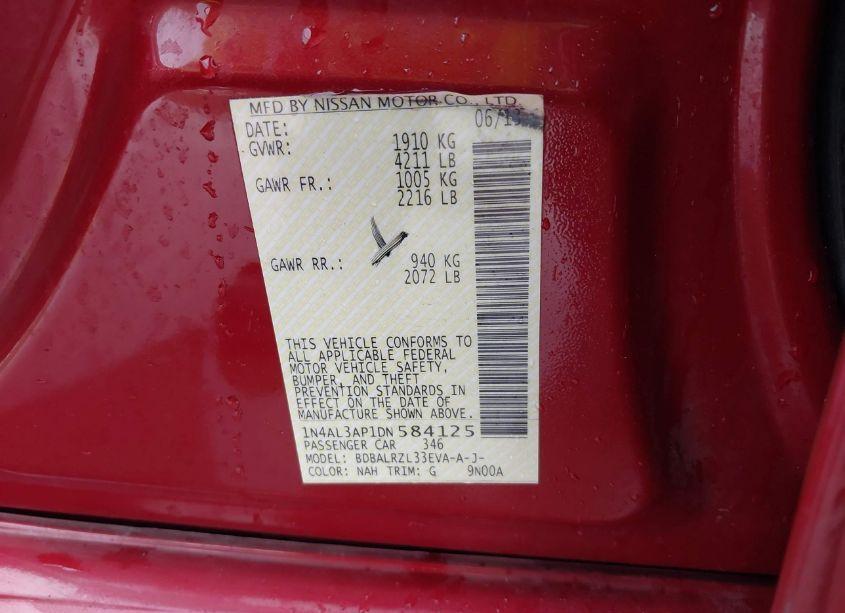 MFD BY NISSAN MOTOR CO., LTD.
DATE: 06/13
GVWR: 1910 KG
4211 LB
GAWR FR.: 1005 KG
2216 LB
GAWR RR.: 940 KG
2072 LB
THIS VEHICLE CONFORMS TO
ALL APPLICABLE FEDERAL
MOTOR VEHICLE SAFETY,
BUMPER, AND THEFT
PREVENTION STANDARDS IN
EFFECT ON THE DATE OF
MANUFACTURE SHOWN ABOVE.
1N4AL3AP1DN584125
PASSENGER CAR 346
MODEL: BDBALRZL33EVA-A-J-
COLOR: NAH TRIM: G 9N00A